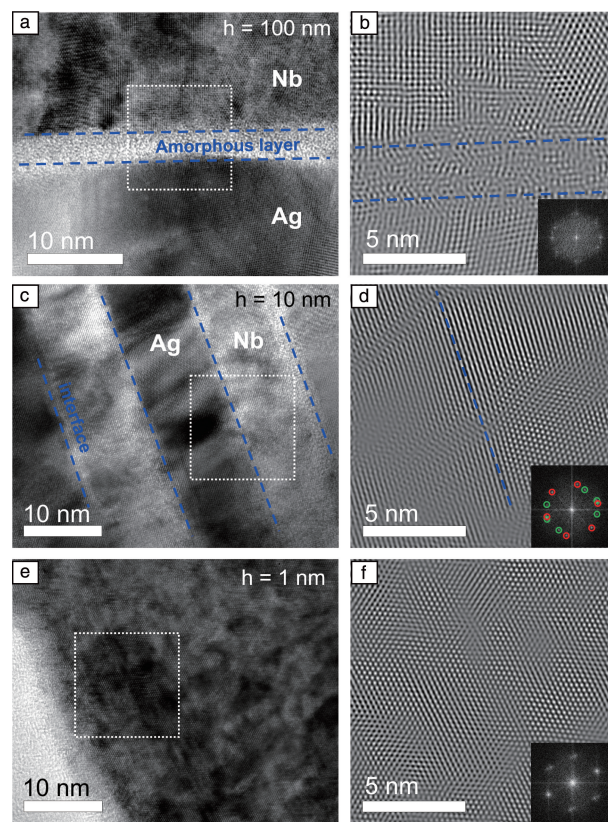 a
h = 100 nm
Nb
Amorphous layer
Ag
10 nm
b
5 nm
c
h = 10 nm
Ag
Nb
interface
10 nm
d
5 nm
e
h = 1 nm
10 nm
f
5 nm